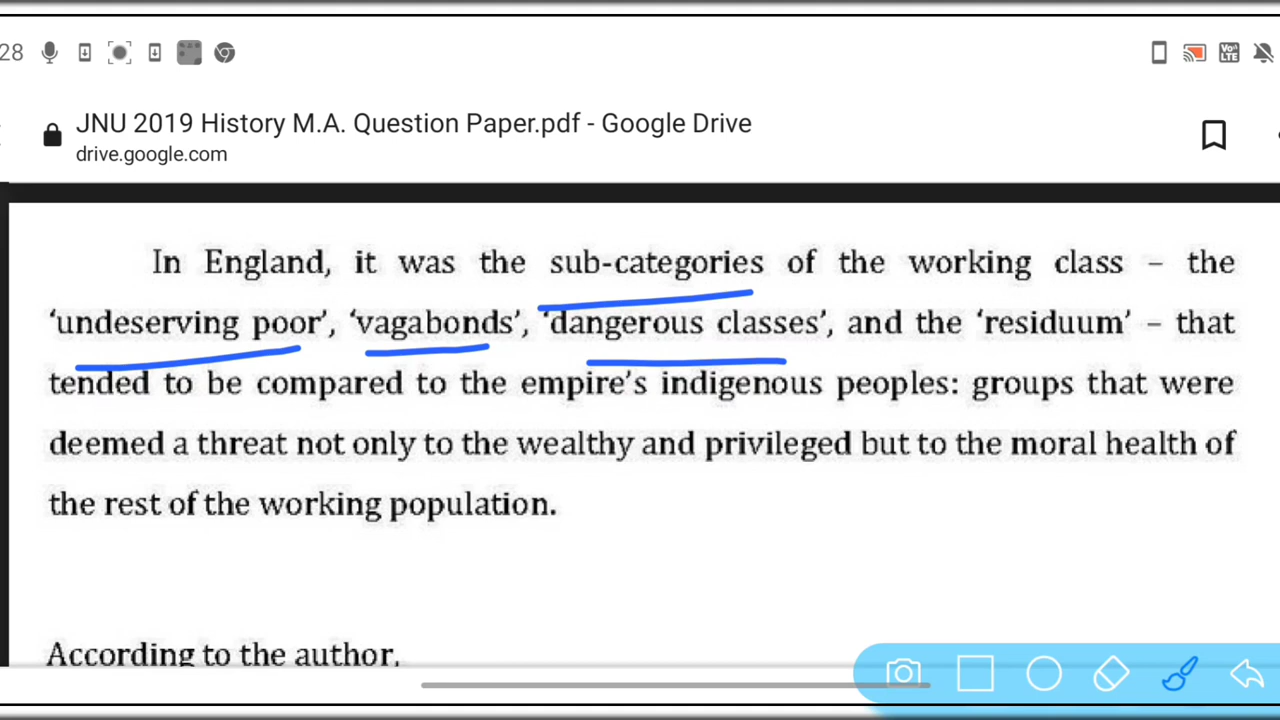 28
JNU 2019 History M.A. Question Paper.pdf - Google Drive
drive.google.com
In England, it was the sub-categories of the working class – the
‘undeserving poor’, ‘vagabonds’, ‘dangerous classes’, and the ‘residuum’ – that
tended to be compared to the empire’s indigenous peoples: groups that were
deemed a threat not only to the wealthy and privileged but to the moral health of
the rest of the working population.
According to the author,